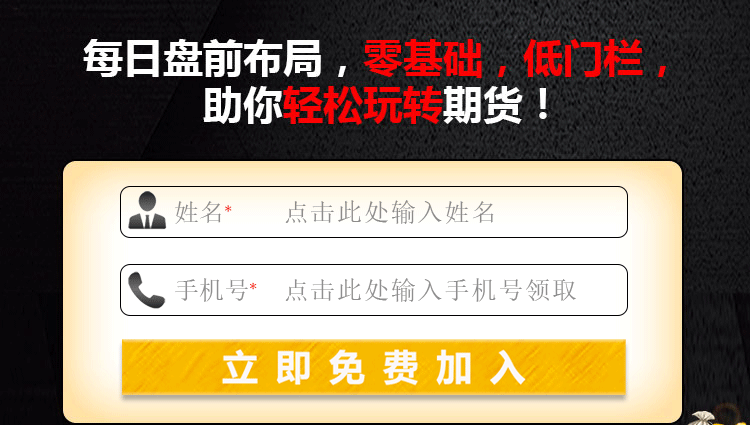 每日盘前布局，零基础，低门栏，
助你轻松玩转期货！
姓名* 点击此处输入姓名
手机号* 点击此处输入手机号领取
立即免费加入